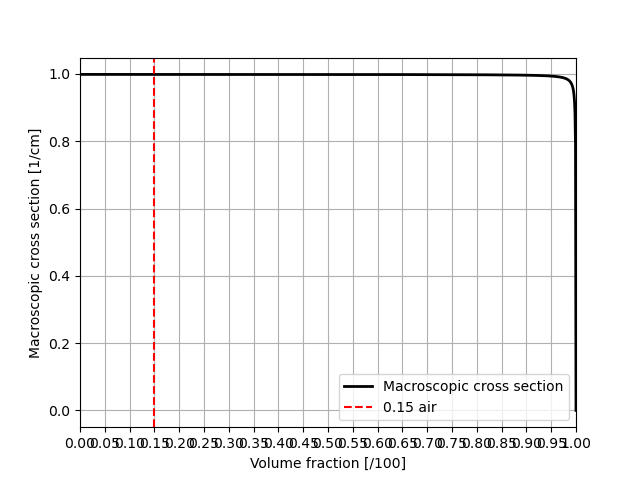 1.0
0.8
0.6
0.4
0.2
0.0
Macroscopic cross section [1/cm]
Macroscopic cross section
0.15 air
0.00 0.05 0.10 0.15 0.20 0.25 0.30 0.35 0.40 0.45 0.50 0.55 0.60 0.65 0.70 0.75 0.80 0.85 0.90 0.95 1.00
Volume fraction [/100]